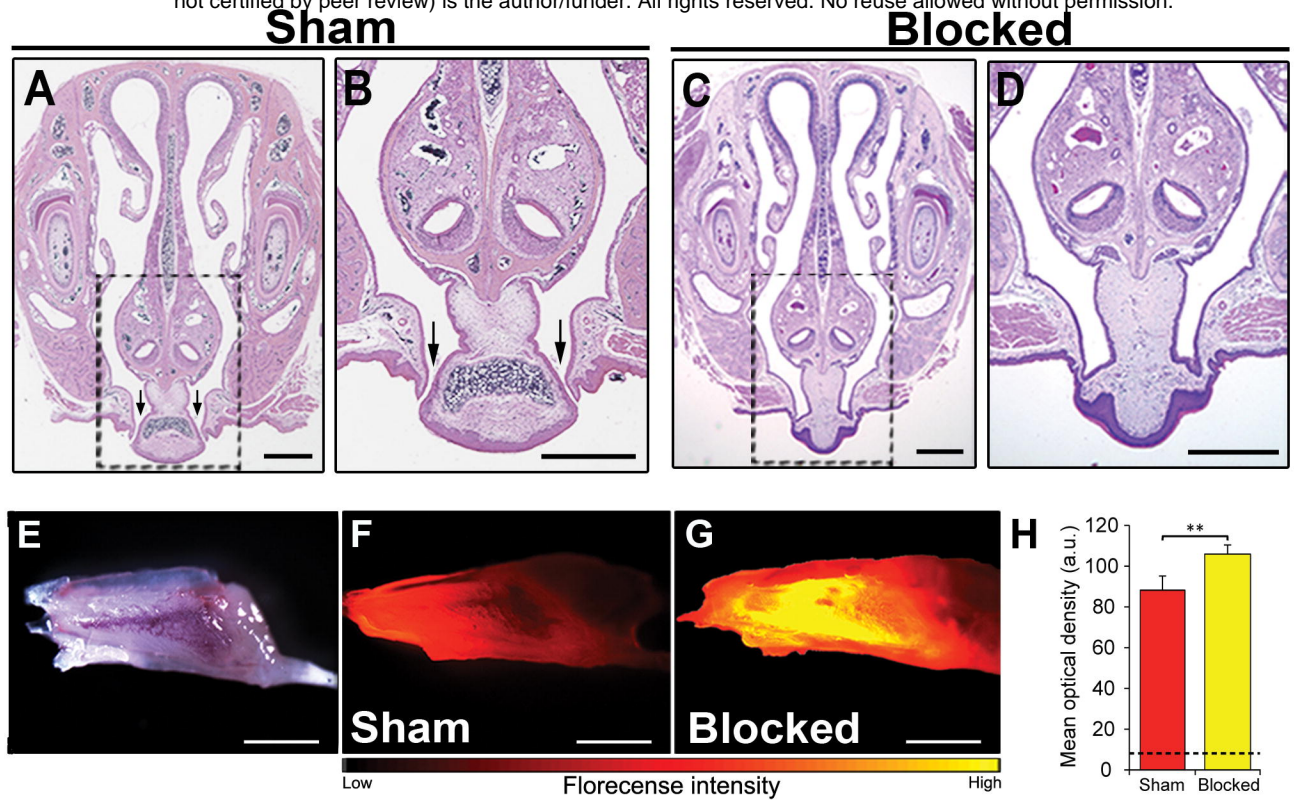 not certified by peer review) is the author/funder. All rights reserved. No reuse allowed without permission.
Sham
Blocked
A
B
C
D
E
F
G
H
Sham
Blocked
Low
High
Florecense intensity
Mean optical density (a.u.)
120
100
80
60
40
20
0
**
Sham
Blocked